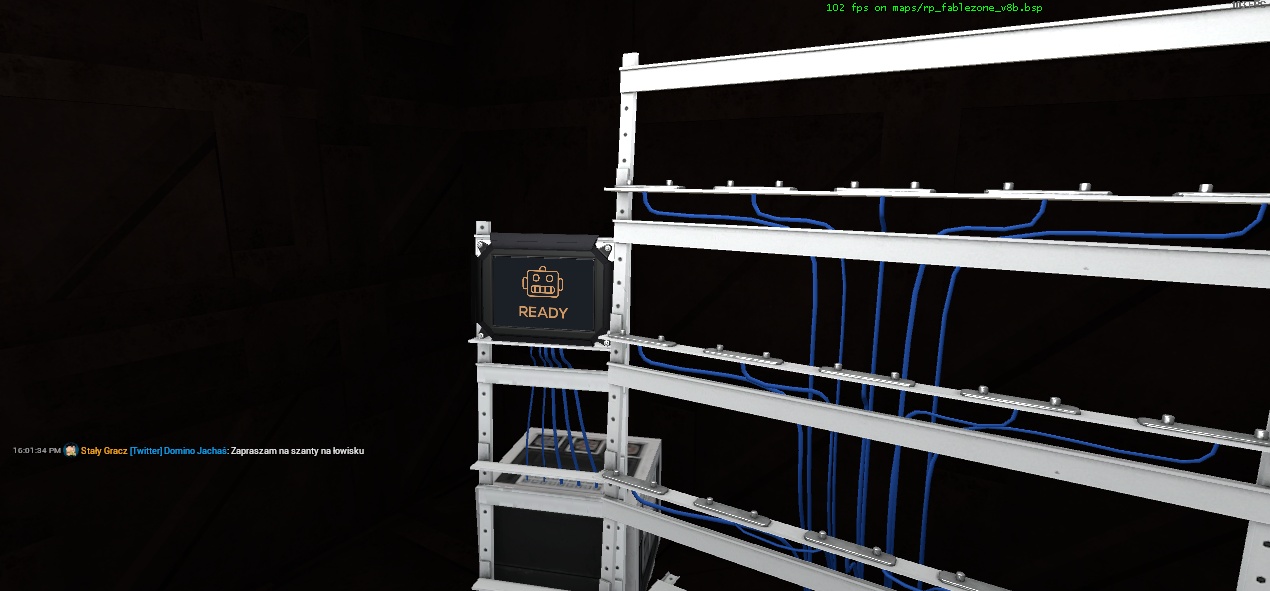 102 fps on maps/rp_fablezone_v8b.bsp
READY
16:01:34 PM Stały Gracz [Twitter] Domino Jachaś: Zapraszam na szanty na łowisku